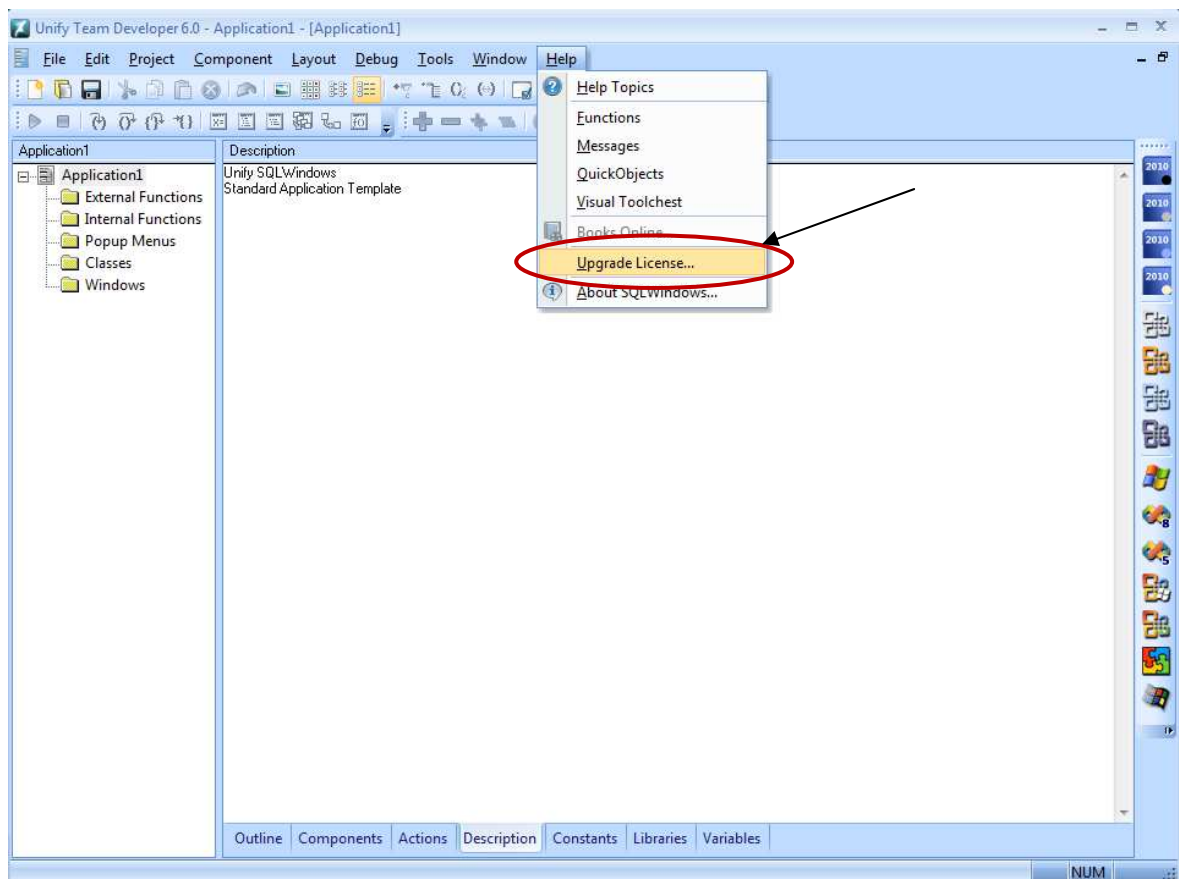 Unify Team Developer 6.0 - Application1 - [Application1]
File Edit Project Component Layout Debug Tools Window Help
Help Topics
Functions
Messages
QuickObjects
Visual Toolchest
Books Online
Upgrade License...
About SQLWindows...
Application1
Application1
External Functions
Internal Functions
Popup Menus
Classes
Windows
Description
Unify SQLWindows
Standard Application Template
2010
2010
2010
2010
8
5
Outline Components Actions Description Constants Libraries Variables
NUM